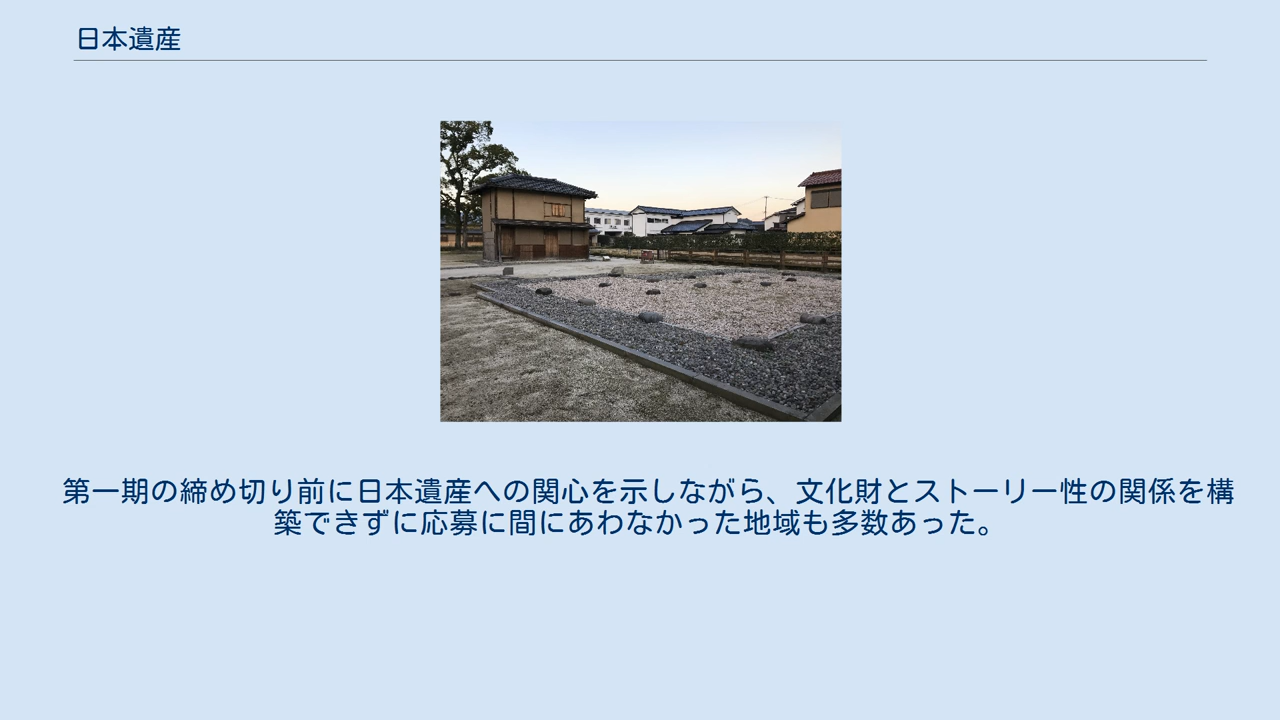 日本遺産
第一期の締め切り前に日本遺産への関心を示しながら、文化財とストーリー性の関係を構
築できずに応募に間にあわなかった地域も多数あった。